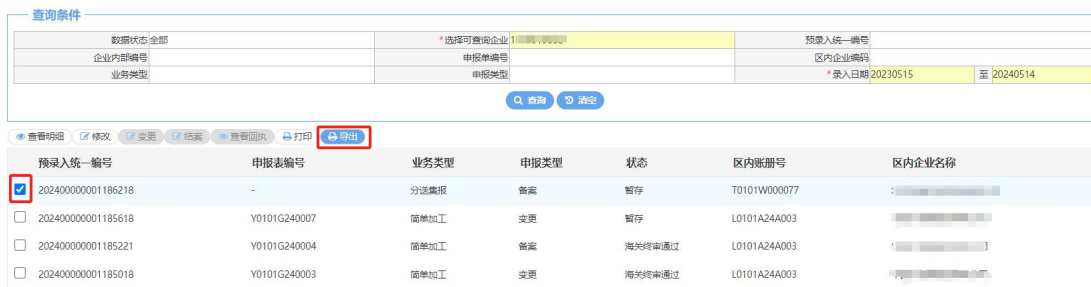 查询条件
数据状态 全部 *选择可查询企业 预录入统一编号
企业内部编号 申报单编号 区内企业编码
业务类型 申报类型 *录入日期 20230515 至 20240514
查询 清空
查看明细 修改 变更 结案 查看回执 打印 导出
预录入统一编号 申报表编号 业务类型 申报类型 状态 区内账册号 区内企业名称
202400000001186218 - 分送集报 备案 暂存 T0101W000077
202400000001185618 Y0101G240007 简单加工 变更 暂存 L0101A24A003
202400000001185221 Y0101G240004 简单加工 备案 海关终审通过 L0101A24A003
202400000001185018 Y0101G240003 简单加工 变更 海关终审通过 L0101A24A003